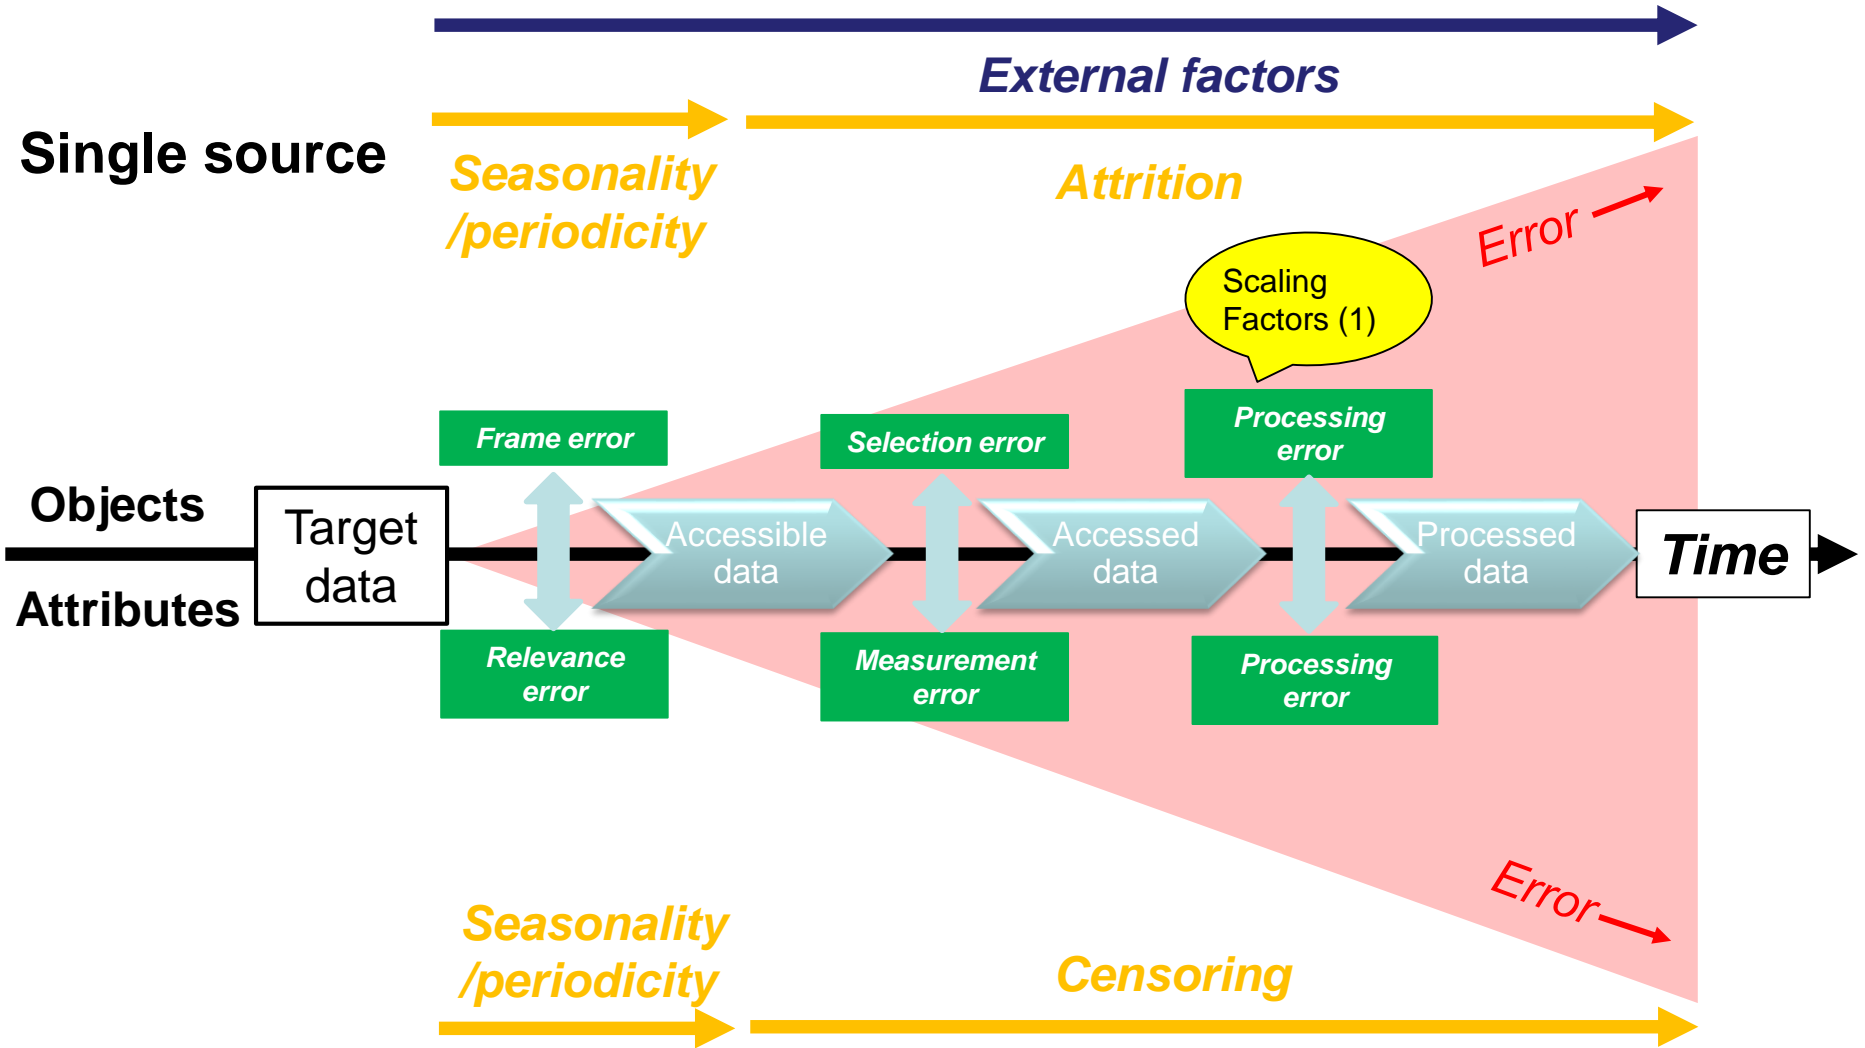 External factors
Single source
Seasonality
/periodicity
Attrition
Error
Scaling
Factors (1)
Frame error
Selection error
Processing
error
Objects
Target
data
Accessible
data
Accessed
data
Processed
data
Time
Attributes
Relevance
error
Measurement
error
Processing
error
Error
Seasonality
/periodicity
Censoring